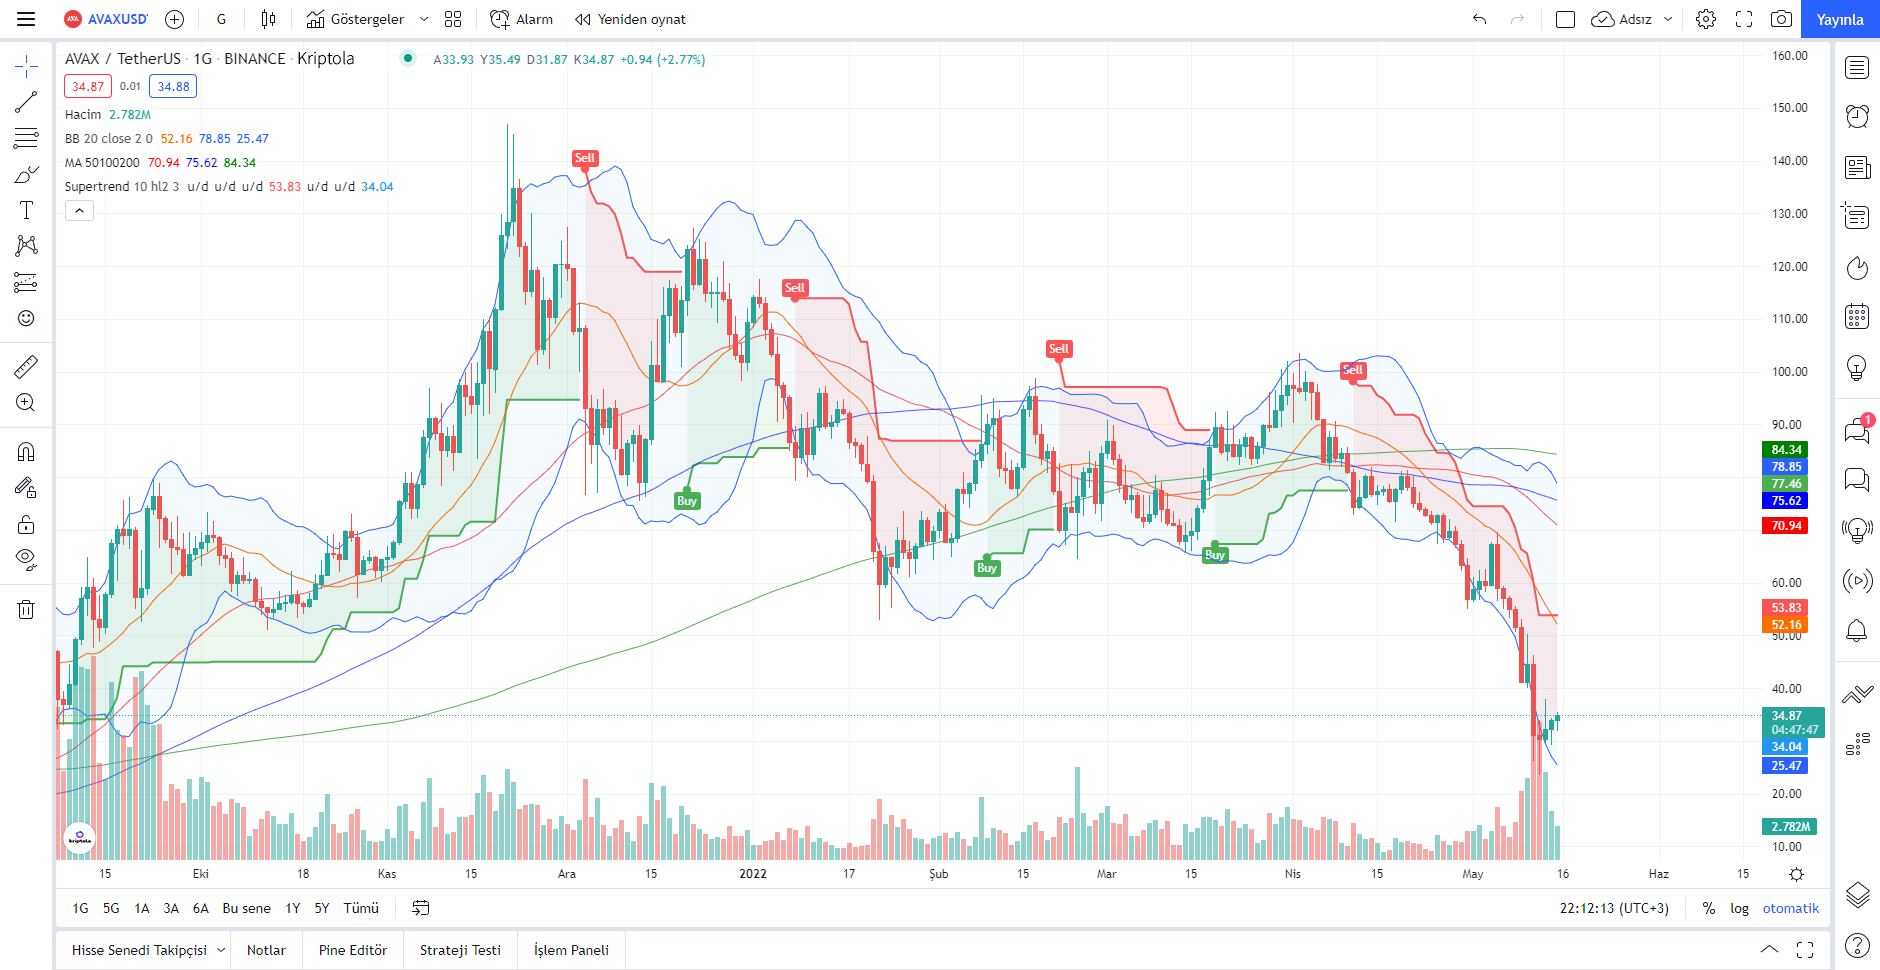 AVAXUSD
G
Göstergeler
Alarm
Yeniden oynat
Adsız
Yayınla
AVAX / TetherUS · 1G · BINANCE · Kriptola
A33.93 Y35.49 D31.87 K34.87 +0.94 (+2.77%)
34.87 0.01 34.88
Hacim 2.782M
BB 20 close 2 0 52.16 78.85 25.47
MA 50100200 70.94 75.62 84.34
Supertrend 10 hl2 3 u/d u/d u/d 53.83 u/d u/d 34.04
Sell
Sell
Sell
Sell
Buy
Buy
Buy
160.00
150.00
140.00
130.00
120.00
110.00
100.00
90.00
84.34
78.85
77.46
75.62
70.94
60.00
53.83
52.16
50.00
40.00
34.87
04:47:47
34.04
25.47
20.00
2.782M
10.00
1
kriptola
15 Eki 18 Kas 15 Ara 15 2022 17 Şub 15 Mar 15 Nis 15 May 16 Haz 15
1G 5G 1A 3A 6A Bu sene 1Y 5Y Tümü
22:12:13 (UTC+3) % log otomatik
Hisse Senedi Takipçisi Notlar Pine Editör Strateji Testi İşlem Paneli